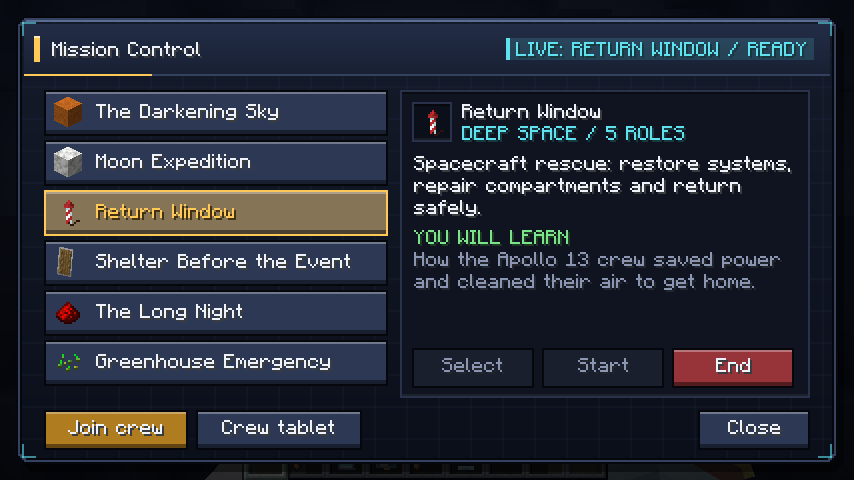 Mission Control
LIVE: RETURN WINDOW / READY
The Darkening Sky
Moon Expedition
Return Window
Shelter Before the Event
The Long Night
Greenhouse Emergency
Return Window
DEEP SPACE / 5 ROLES
Spacecraft rescue: restore systems,
repair compartments and return
safely.
YOU WILL LEARN
How the Apollo 13 crew saved power
and cleaned their air to get home.
Select
Start
End
Join crew
Crew tablet
Close